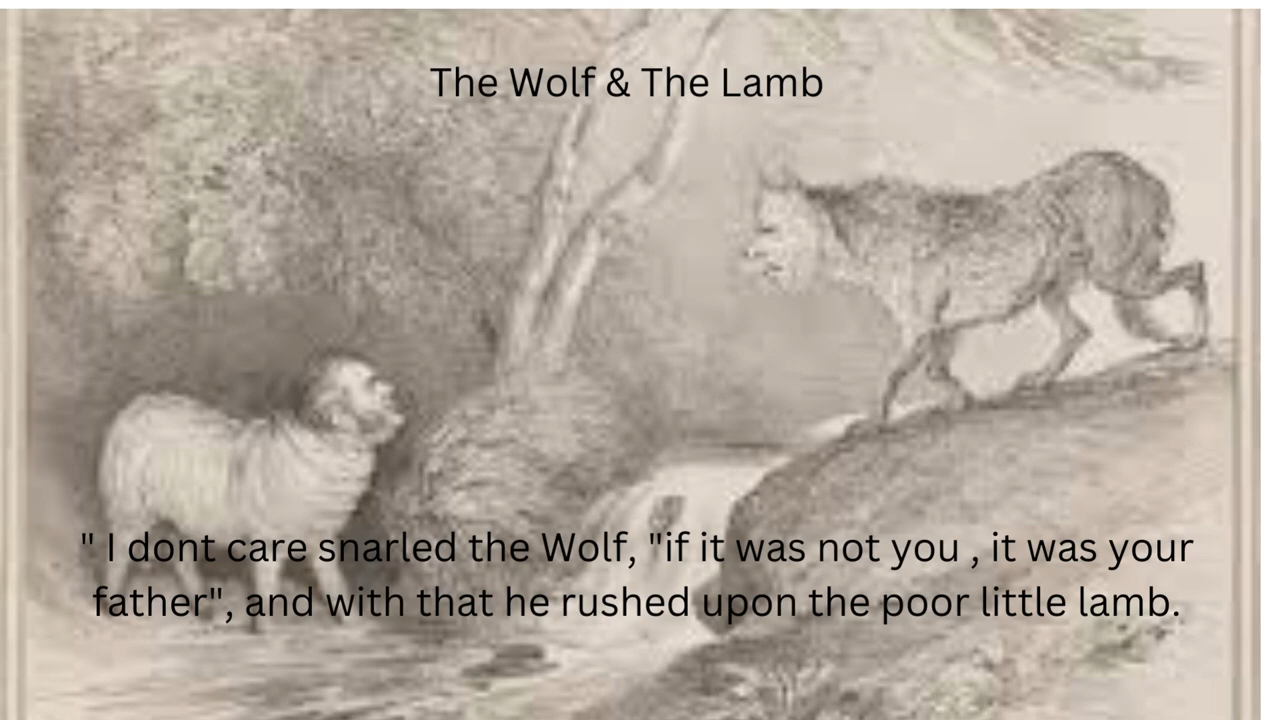 The Wolf & The Lamb
" I dont care snarled the Wolf, "if it was not you , it was your
father", and with that he rushed upon the poor little lamb.